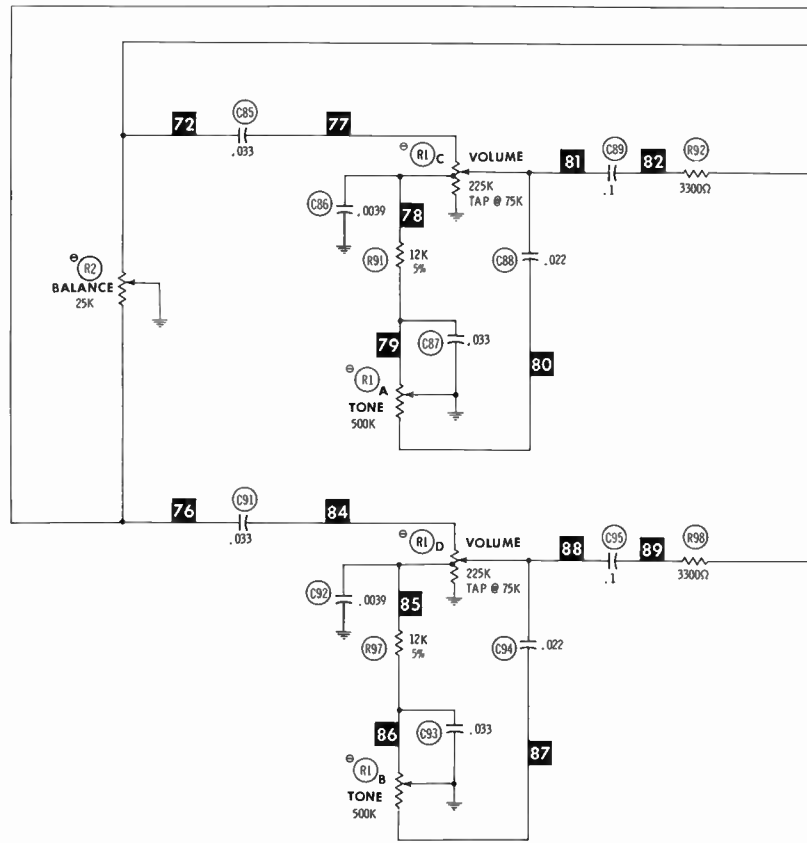 C85
72
77
.033
R1 C
VOLUME
225K
TAP @ 75K
81
C89
82
R92
.1
3300Ω
C86
.0039
78
R91
12K
5%
C88
.022
R2
BALANCE
25K
79
C87
.033
80
R1 A
TONE
500K
C91
76
84
.033
R1 D
VOLUME
225K
TAP @ 75K
88
C95
89
R98
.1
3300Ω
C92
.0039
85
R97
12K
5%
C94
.022
86
C93
.033
87
R1 B
TONE
500K